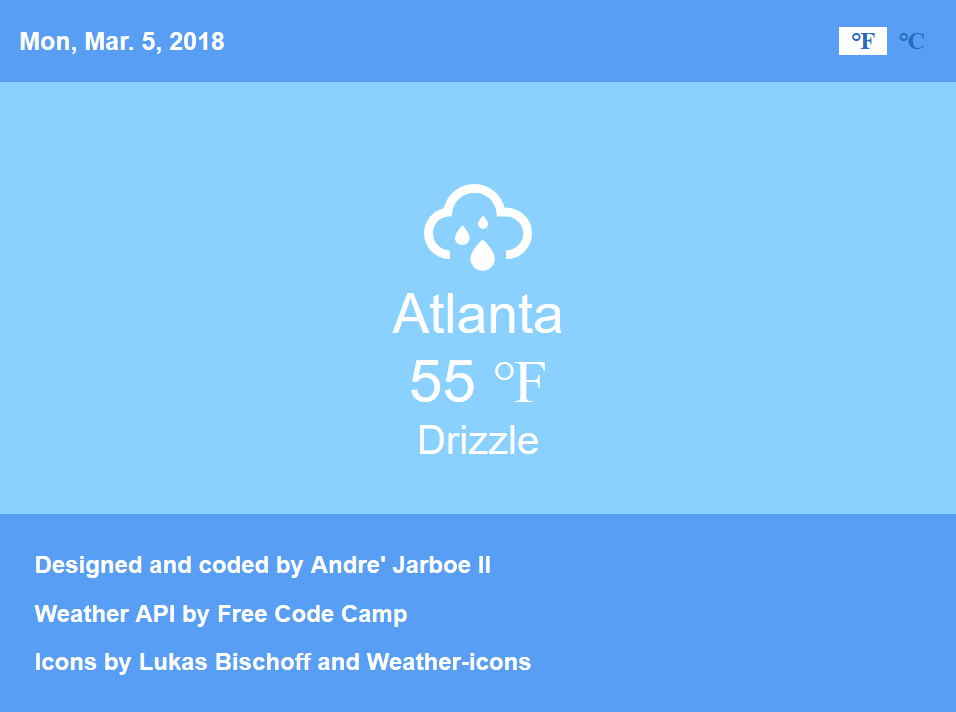 Mon, Mar. 5, 2018
℉ ℃
Atlanta
55 ℉
Drizzle
Designed and coded by Andre' Jarboe II
Weather API by Free Code Camp
Icons by Lukas Bischoff and Weather-icons